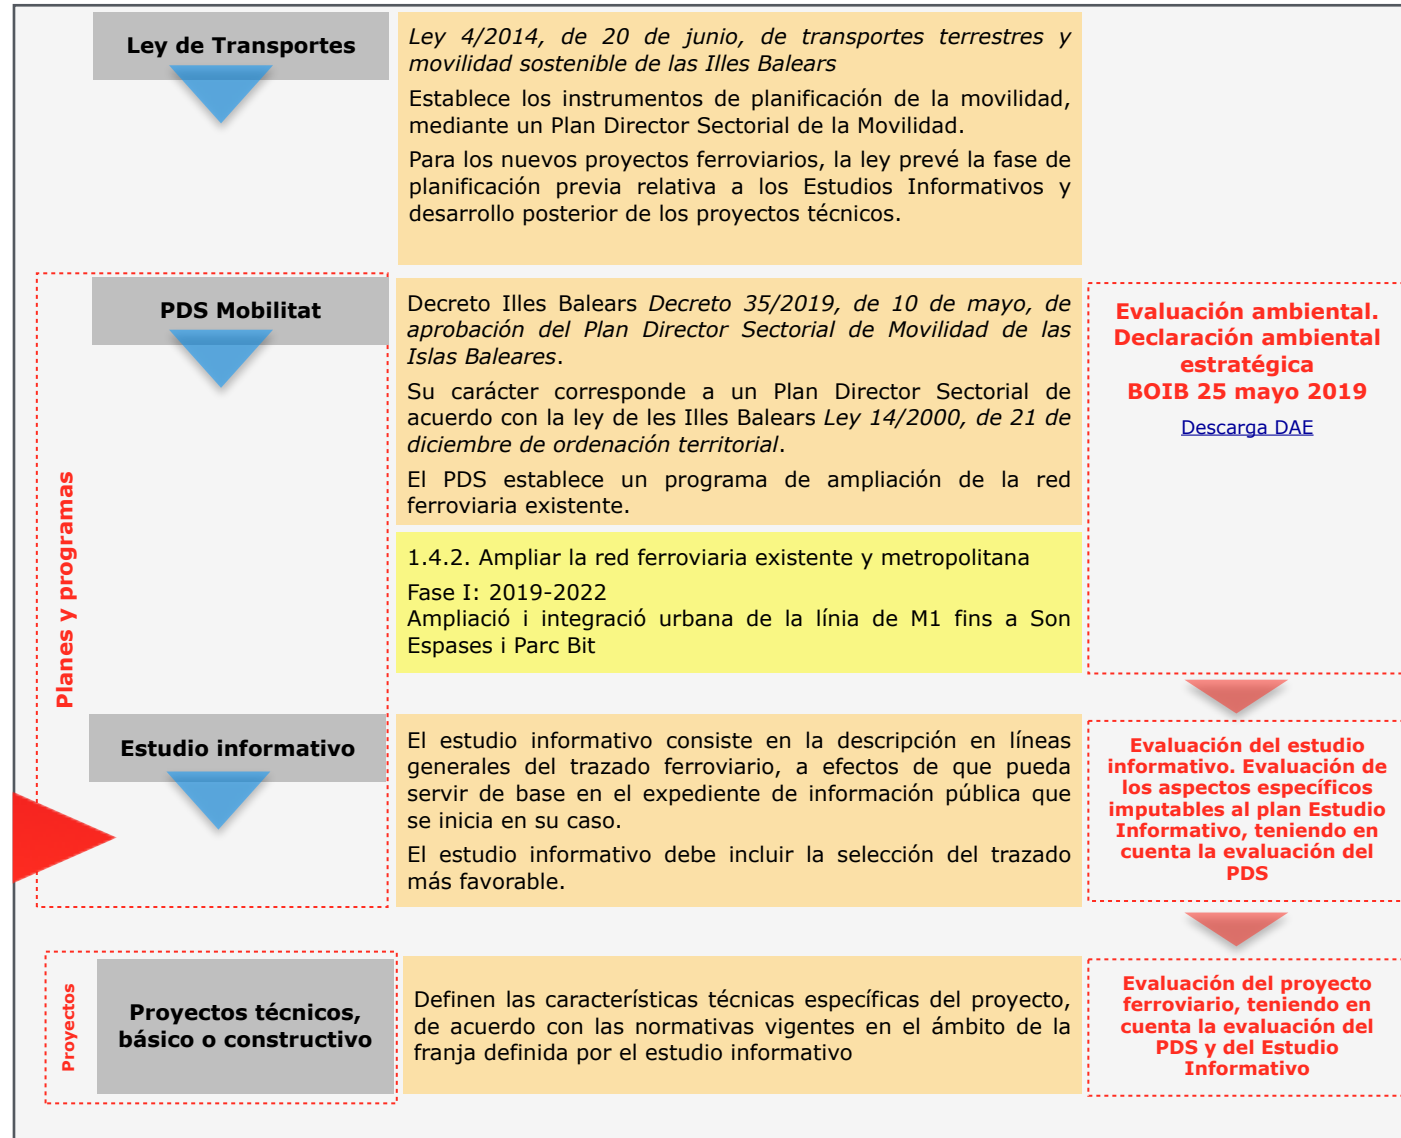 Ley de Transportes
Ley 4/2014, de 20 de junio, de transportes terrestres y
movilidad sostenible de las Illes Balears
Establece los instrumentos de planificación de la movilidad,
mediante un Plan Director Sectorial de la Movilidad.
Para los nuevos proyectos ferroviarios, la ley prevé la fase de
planificación previa relativa a los Estudios Informativos y
desarrollo posterior de los proyectos técnicos.
Planes y programas
PDS Mobilitat
Decreto Illes Balears Decreto 35/2019, de 10 de mayo, de
aprobación del Plan Director Sectorial de Movilidad de las
Islas Baleares.
Su carácter corresponde a un Plan Director Sectorial de
acuerdo con la ley de les Illes Balears Ley 14/2000, de 21 de
diciembre de ordenación territorial.
El PDS establece un programa de ampliación de la red
ferroviaria existente.
1.4.2. Ampliar la red ferroviaria existente y metropolitana
Fase I: 2019-2022
Ampliació i integració urbana de la línia de M1 fins a Son
Espases i Parc Bit
Evaluación ambiental.
Declaración ambiental
estratégica
BOIB 25 mayo 2019
Descarga DAE
Estudio informativo
El estudio informativo consiste en la descripción en líneas
generales del trazado ferroviario, a efectos de que pueda
servir de base en el expediente de información pública que
se inicia en su caso.
El estudio informativo debe incluir la selección del trazado
más favorable.
Evaluación del estudio
informativo. Evaluación de
los aspectos específicos
imputables al plan Estudio
Informativo, teniendo en
cuenta la evaluación del
PDS
Proyectos
Proyectos técnicos,
básico o constructivo
Definen las características técnicas específicas del proyecto,
de acuerdo con las normativas vigentes en el ámbito de la
franja definida por el estudio informativo
Evaluación del proyecto
ferroviario, teniendo en
cuenta la evaluación del
PDS y del Estudio
Informativo